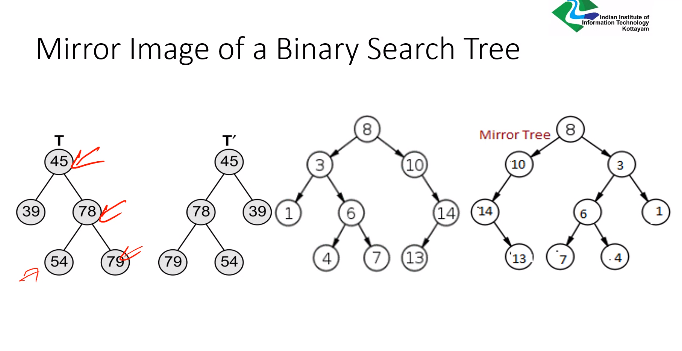 Indian Institute of
Information Technology
Kottayam
Mirror Image of a Binary Search Tree
T
45
39 78
54 79
T′
45
78 39
79 54
8
3 10
1 6 14
4 7 13
Mirror Tree
8
10 3
14 6 1
13 7 4